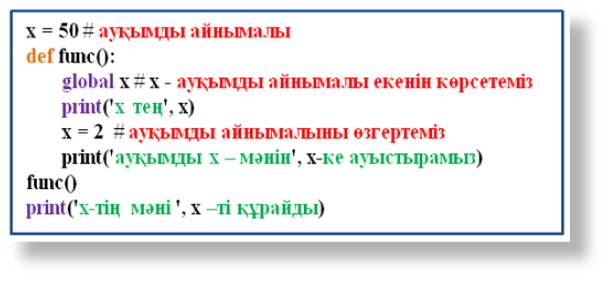 x = 50 # ауқымды айнымалы
def func():
global x # x - ауқымды айнымалы екенін көрсетеміз
print('x тең', x)
x = 2 # ауқымды айнымалыны өзгертеміз
print('ауқымды x – мәнін', x-ке ауыстырамыз)
func()
print('x-тің мәні ', x –ті құрайды)